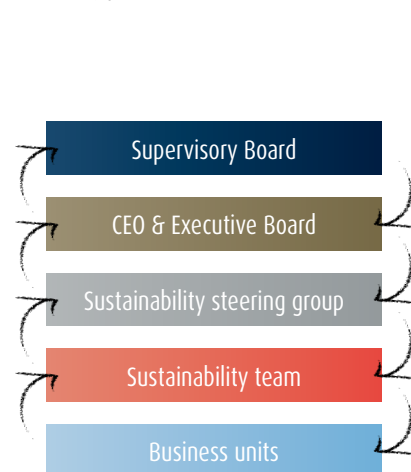 Supervisory Board
CEO & Executive Board
Sustainability steering group
Sustainability team
Business units